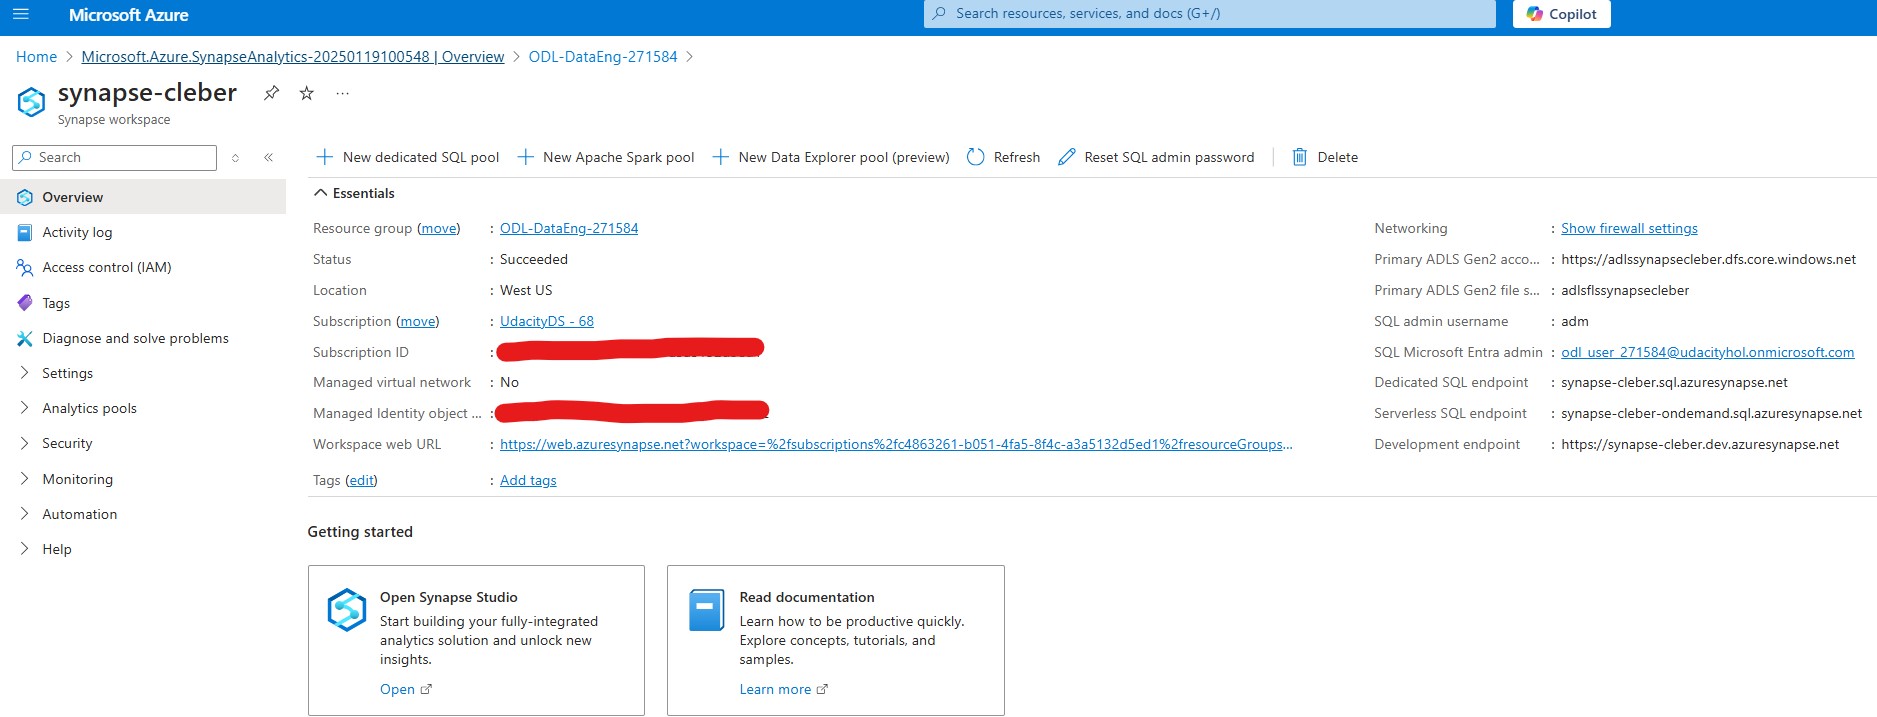 Microsoft Azure
Search resources, services, and docs (G+/)
Copilot
Home > Microsoft.Azure.SynapseAnalytics-20250119100548 | Overview > ODL-DataEng-271584 >
synapse-cleber
Synapse workspace
Search
Overview
Activity log
Access control (IAM)
Tags
Diagnose and solve problems
Settings
Analytics pools
Security
Monitoring
Automation
Help
New dedicated SQL pool
New Apache Spark pool
New Data Explorer pool (preview)
Refresh
Reset SQL admin password
Delete
Essentials
Resource group (move) : ODL-DataEng-271584
Status : Succeeded
Location : West US
Subscription (move) : UdacityDS - 68
Subscription ID :
Managed virtual network : No
Managed Identity object ... :
Workspace web URL : https://web.azuresynapse.net?workspace=%2fsubscriptions%2fc4863261-b051-4fa5-8f4c-a3a5132d5ed1%2fresourceGroups...
Tags (edit) : Add tags
Networking : Show firewall settings
Primary ADLS Gen2 acco... : https://adlssynapsecleber.dfs.core.windows.net
Primary ADLS Gen2 file s... : adlsflssynapsecleber
SQL admin username : adm
SQL Microsoft Entra admin : odl_user_271584@udacityhol.onmicrosoft.com
Dedicated SQL endpoint : synapse-cleber.sql.azuresynapse.net
Serverless SQL endpoint : synapse-cleber-ondemand.sql.azuresynapse.net
Development endpoint : https://synapse-cleber.dev.azuresynapse.net
Getting started
Open Synapse Studio
Start building your fully-integrated
analytics solution and unlock new
insights.
Open
Read documentation
Learn how to be productive quickly.
Explore concepts, tutorials, and
samples.
Learn more